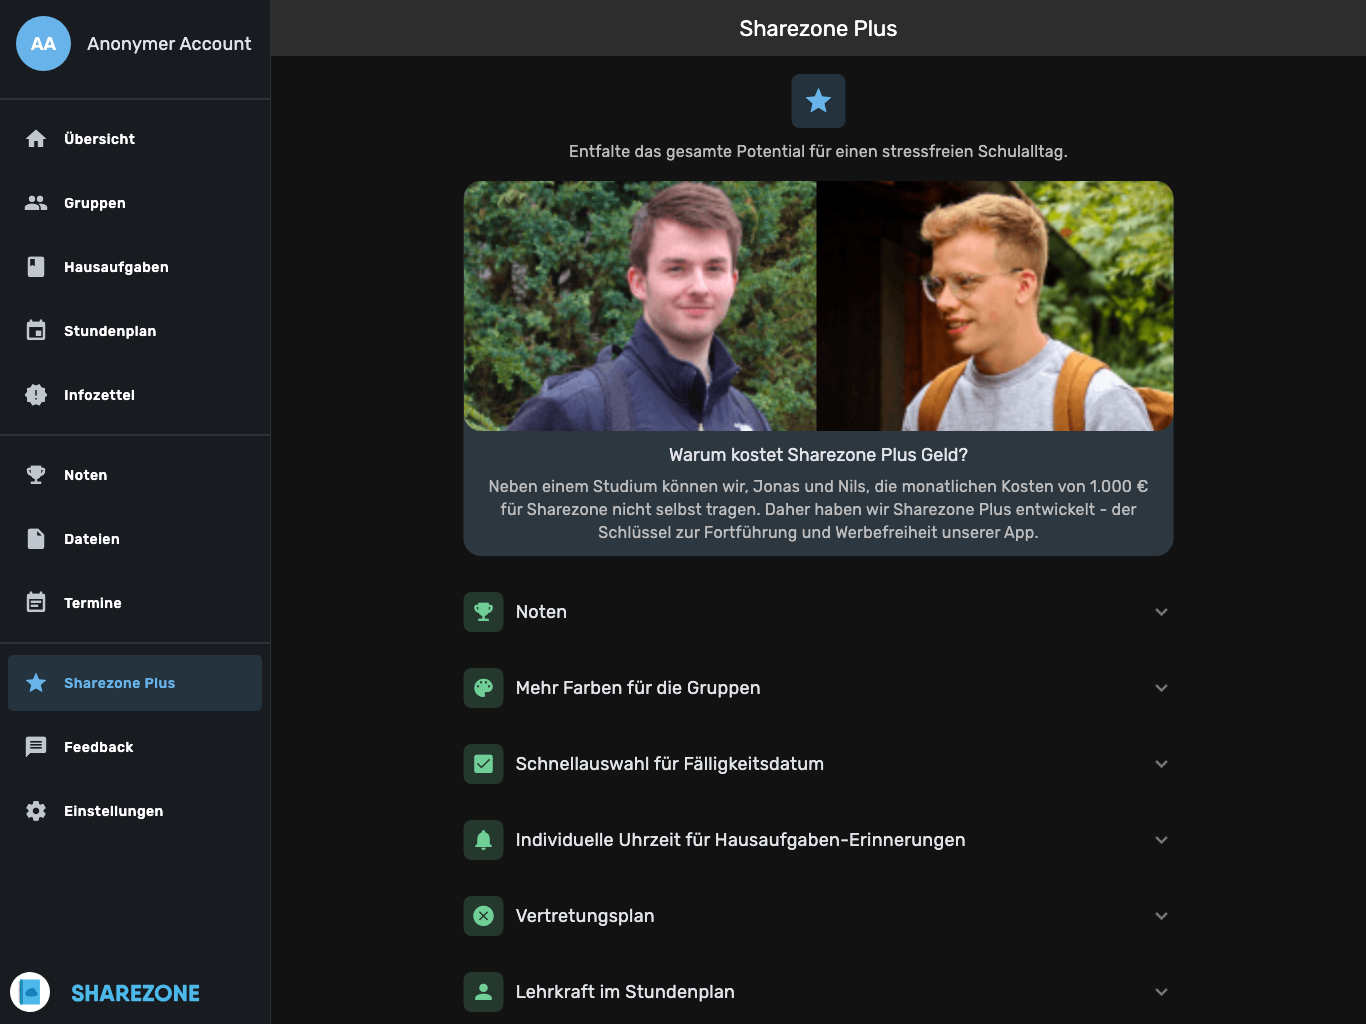 AA
Anonymer Account
Übersicht
Gruppen
Hausaufgaben
Stundenplan
Infozettel
Noten
Dateien
Termine
Sharezone Plus
Feedback
Einstellungen
SHAREZONE
Sharezone Plus
Entfalte das gesamte Potential für einen stressfreien Schulalltag.
Warum kostet Sharezone Plus Geld?
Neben einem Studium können wir, Jonas und Nils, die monatlichen Kosten von 1.000 €
für Sharezone nicht selbst tragen. Daher haben wir Sharezone Plus entwickelt - der
Schlüssel zur Fortführung und Werbefreiheit unserer App.
Noten
Mehr Farben für die Gruppen
Schnellauswahl für Fälligkeitsdatum
Individuelle Uhrzeit für Hausaufgaben-Erinnerungen
Vertretungsplan
Lehrkraft im Stundenplan